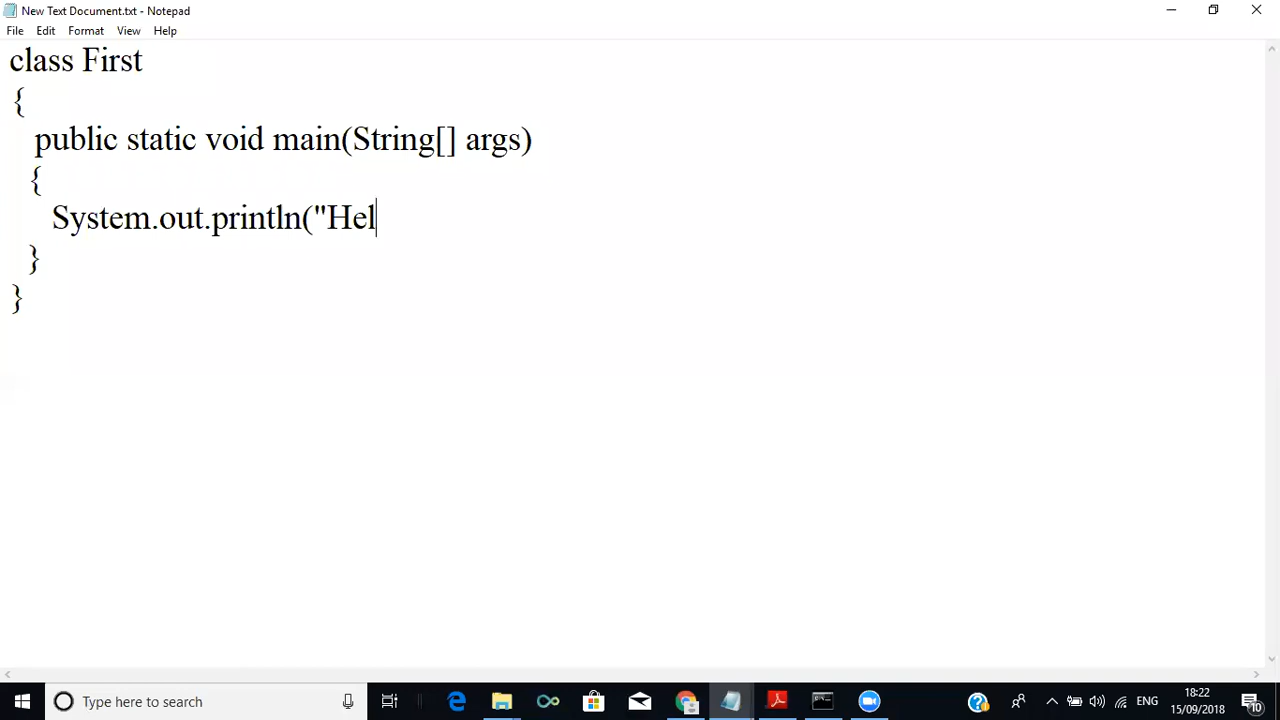 New Text Document.txt - Notepad
File Edit Format View Help
class First
{
public static void main(String[] args)
{
System.out.println("Hel
}
}
Type here to search
ENG
18:22
15/09/2018
10